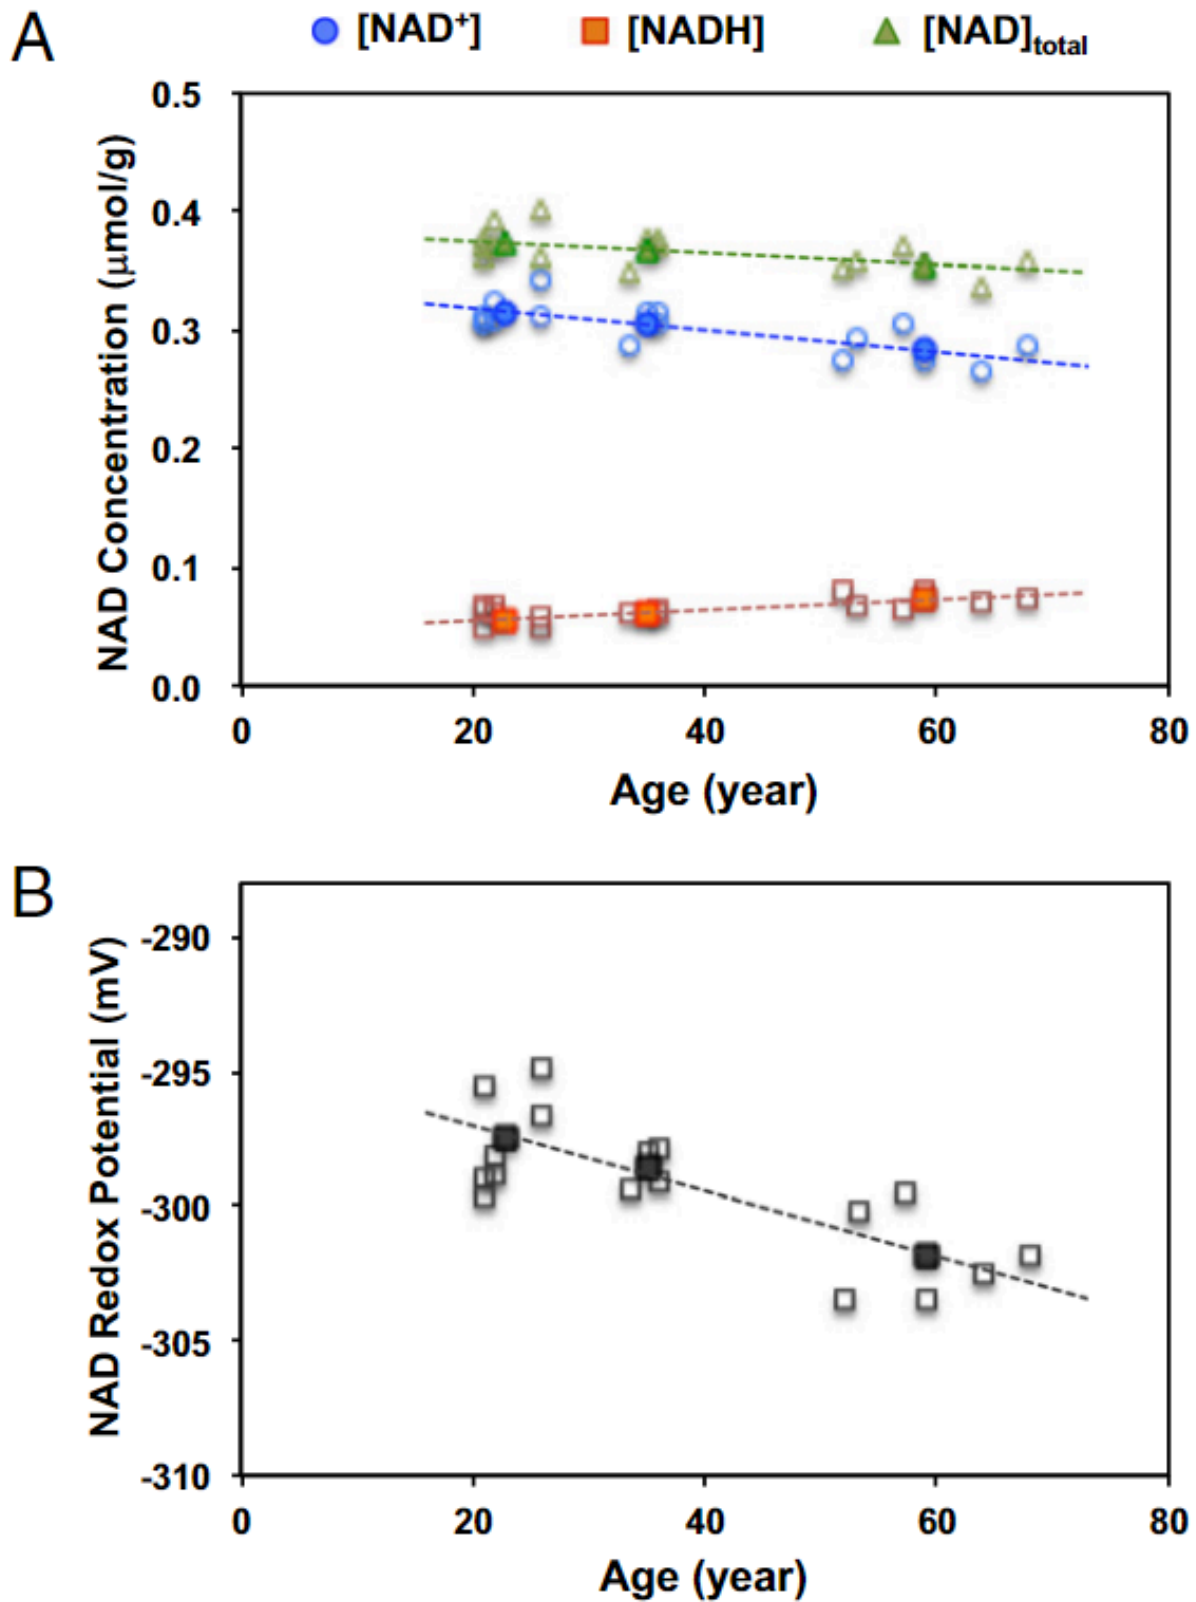 A
[NAD⁺] [NADH] [NAD]total
NAD Concentration (μmol/g)
0.5
0.4
0.3
0.2
0.1
0.0
0 20 40 60 80
Age (year)
B
NAD Redox Potential (mV)
-290
-295
-300
-305
-310
0 20 40 60 80
Age (year)